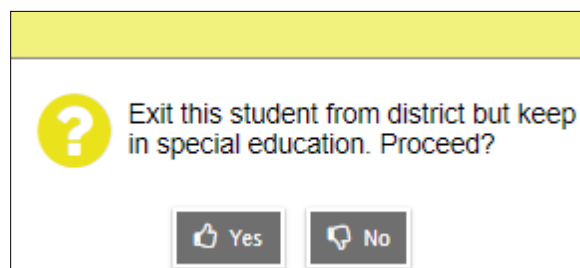 Exit this student from district but keep
in special education. Proceed?
Yes No